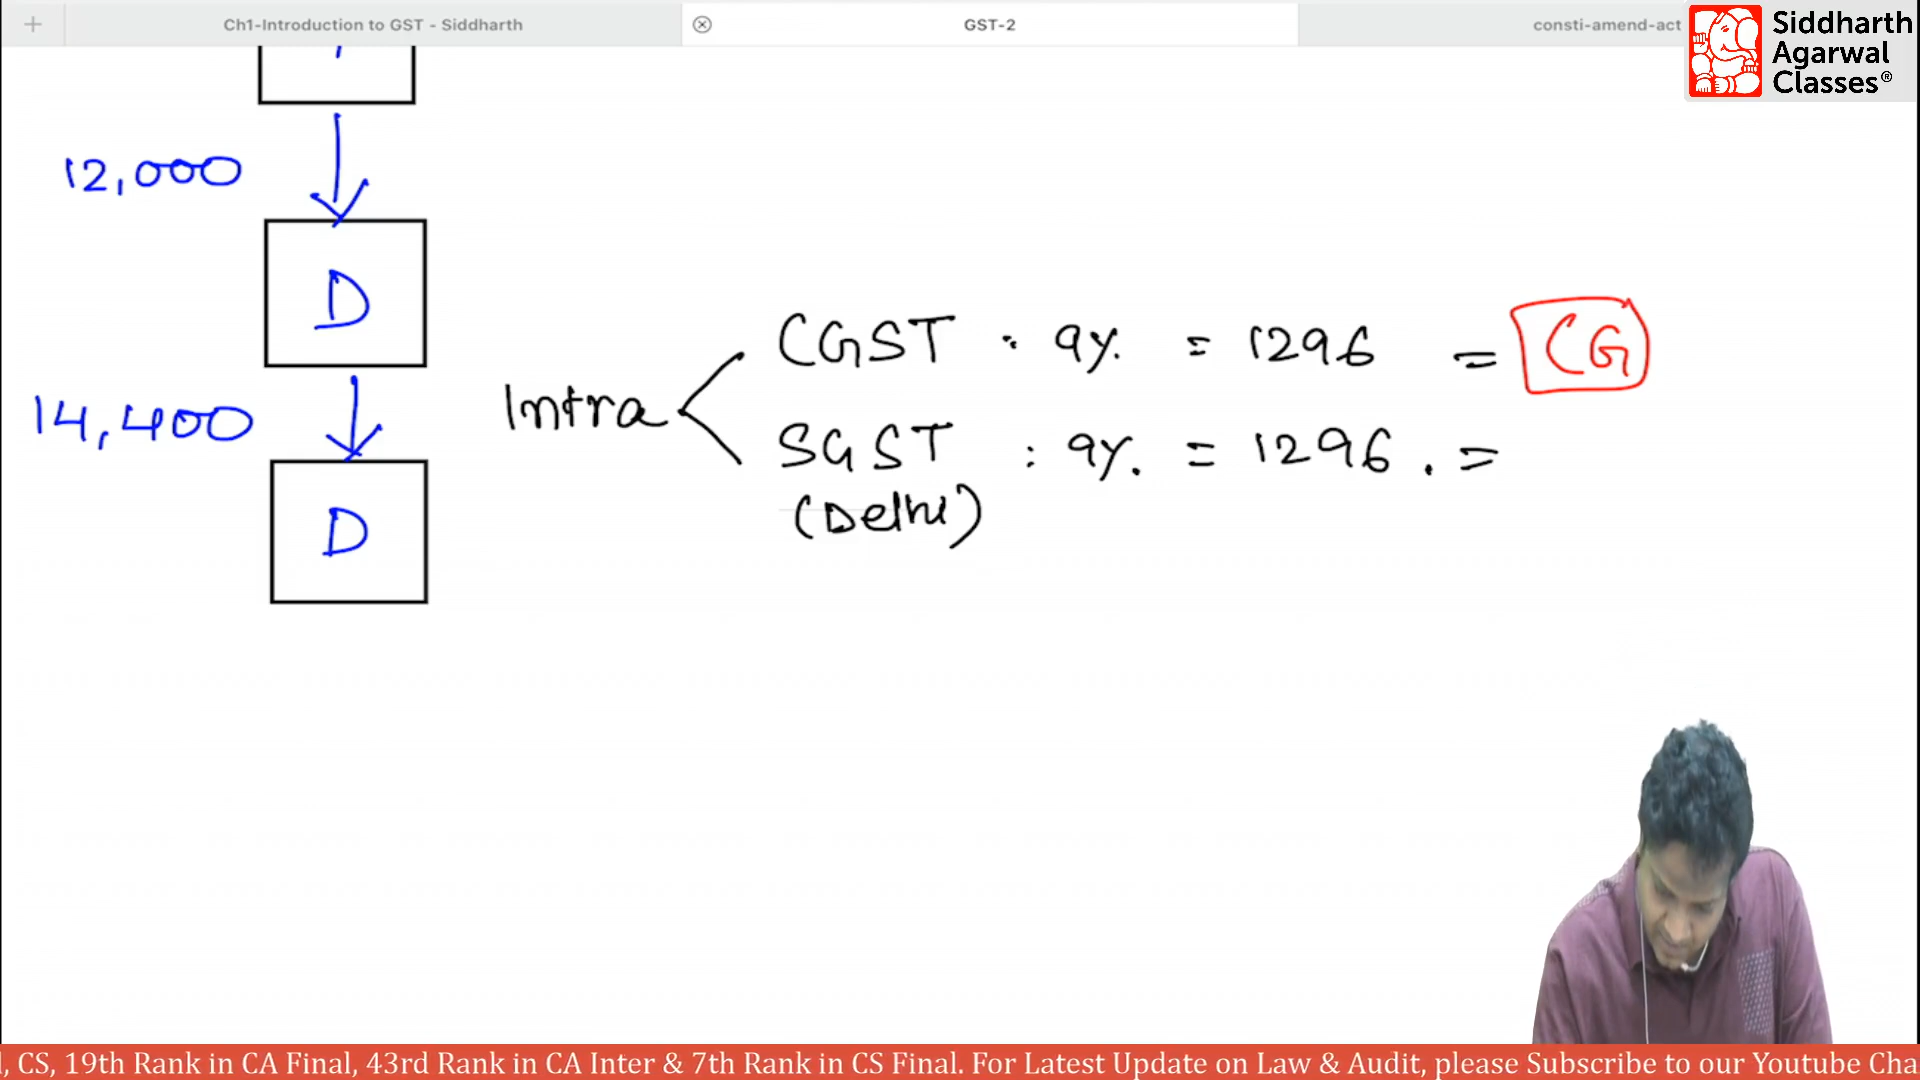 Ch1-Introduction to GST - Siddharth
GST-2
consti-amend-act
Siddharth
Agarwal
Classes®
12,000
D
14,400
D
Intra
CGST : 9%. = 1296 = CG
SGST : 9%. = 1296 . =
(Delhi)
, CS, 19th Rank in CA Final, 43rd Rank in CA Inter & 7th Rank in CS Final. For Latest Update on Law & Audit, please Subscribe to our Youtube Cha